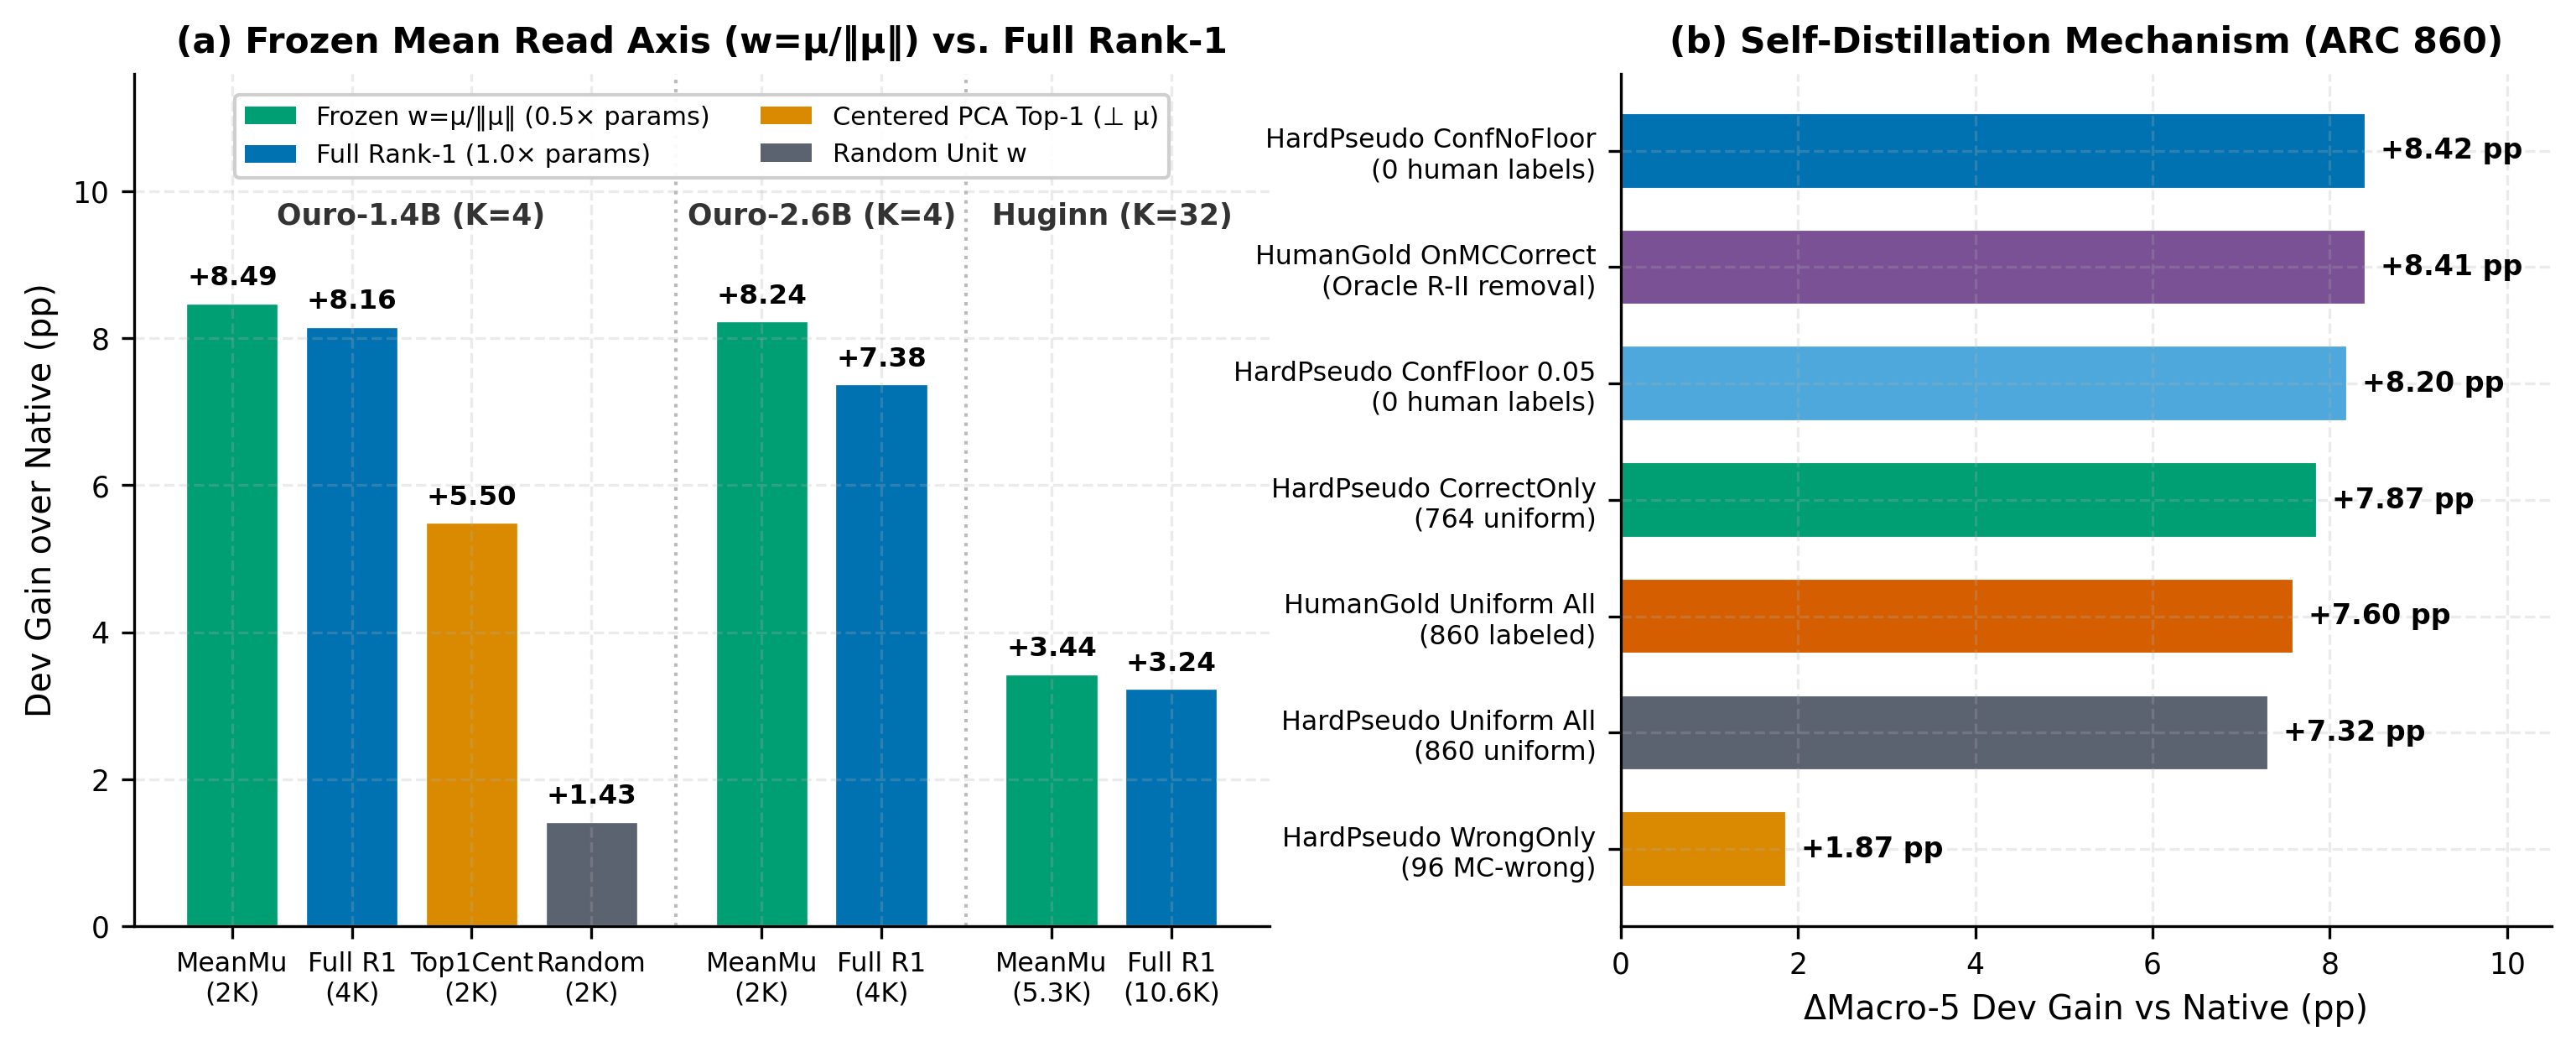 (a) Frozen Mean Read Axis (w=μ/‖μ‖) vs. Full Rank-1
Frozen w=μ/‖μ‖ (0.5× params)
Full Rank-1 (1.0× params)
Centered PCA Top-1 (⊥ μ)
Random Unit w
Ouro-1.4B (K=4)
Ouro-2.6B (K=4)
Huginn (K=32)
Dev Gain over Native (pp)
10
8
6
4
2
0
+8.49
+8.16
+5.50
+1.43
+8.24
+7.38
+3.44
+3.24
MeanMu
(2K)
Full R1
(4K)
Top1Cent
(2K)
Random
(2K)
MeanMu
(2K)
Full R1
(4K)
MeanMu
(5.3K)
Full R1
(10.6K)
(b) Self-Distillation Mechanism (ARC 860)
HardPseudo ConfNoFloor
(0 human labels)
+8.42 pp
HumanGold OnMCCorrect
(Oracle R-II removal)
+8.41 pp
HardPseudo ConfFloor 0.05
(0 human labels)
+8.20 pp
HardPseudo CorrectOnly
(764 uniform)
+7.87 pp
HumanGold Uniform All
(860 labeled)
+7.60 pp
HardPseudo Uniform All
(860 uniform)
+7.32 pp
HardPseudo WrongOnly
(96 MC-wrong)
+1.87 pp
0
2
4
6
8
10
ΔMacro-5 Dev Gain vs Native (pp)